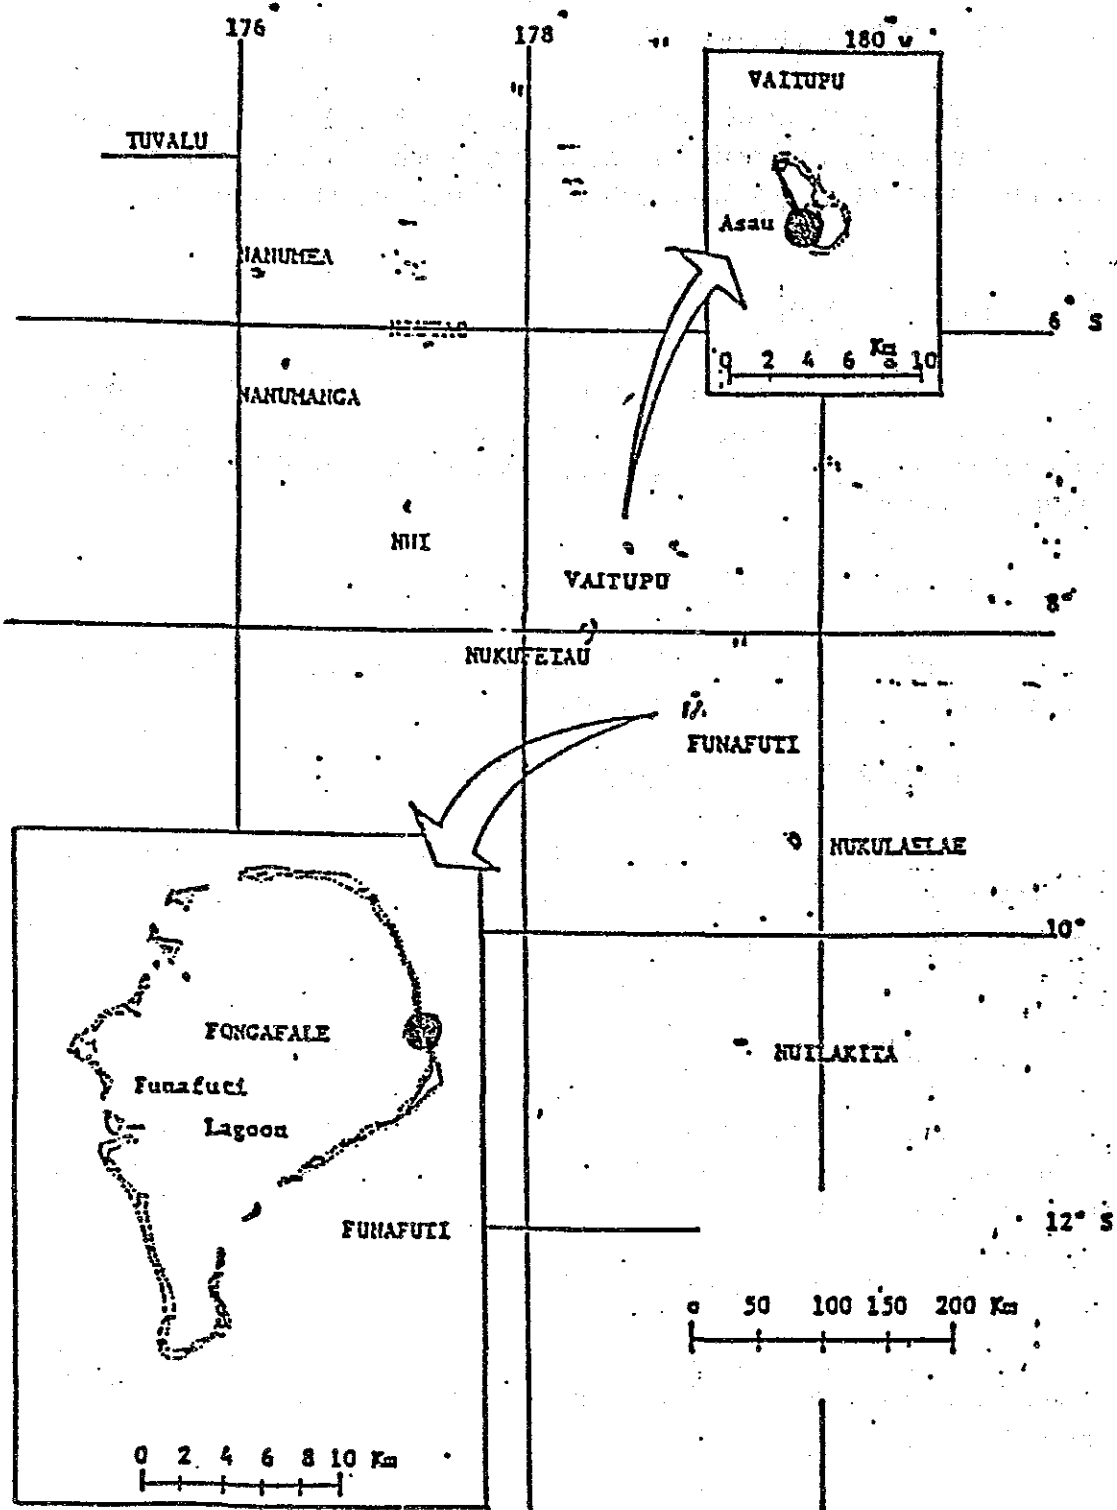 176°
178°
180° w
VAITUPU
TUVALU
Asau
NANUMEA
6° S
Km
0 2 4 6 8 10
NANUMANGA
NUI
VAITUPU
8°
NUKUFETAU
FUNAFUTI
NUKULAELAE
10°
FONGAFALE
NUILAKITA
Funafuti
Lagoon
FUNAFUTI
12° S
0 50 100 150 200 Km
0 2 4 6 8 10 Km